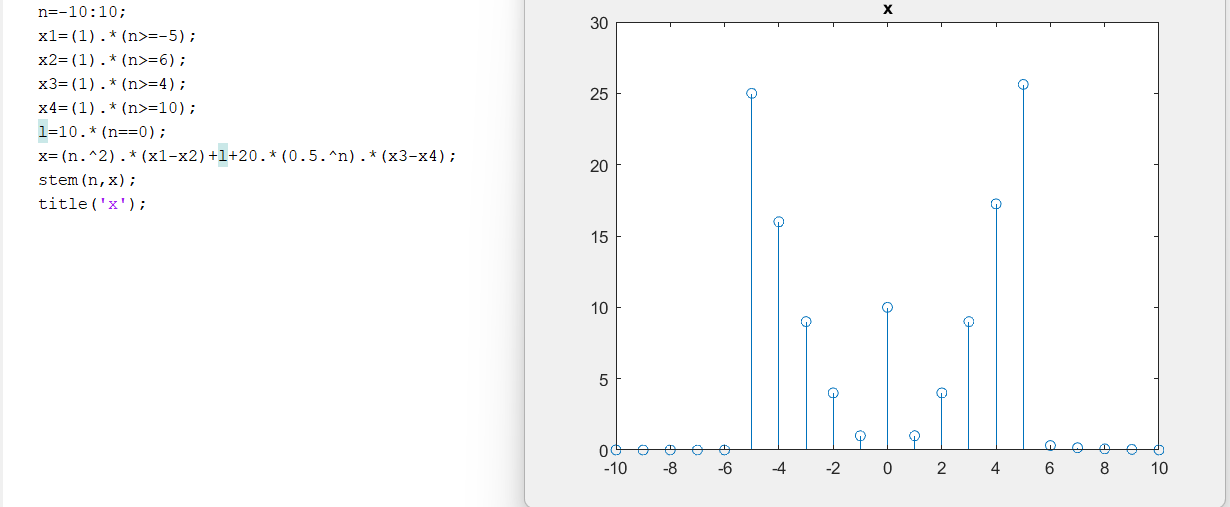 n=-10:10;
x1=(1).*(n>=-5);
x2=(1).*(n>=6);
x3=(1).*(n>=4);
x4=(1).*(n>=10);
l=10.*(n==0);
x=(n.^2).*(x1-x2)+l+20.*(0.5.^n).*(x3-x4);
stem(n,x);
title('x');
x
30
25
20
15
10
5
0
-10 -8 -6 -4 -2 0 2 4 6 8 10